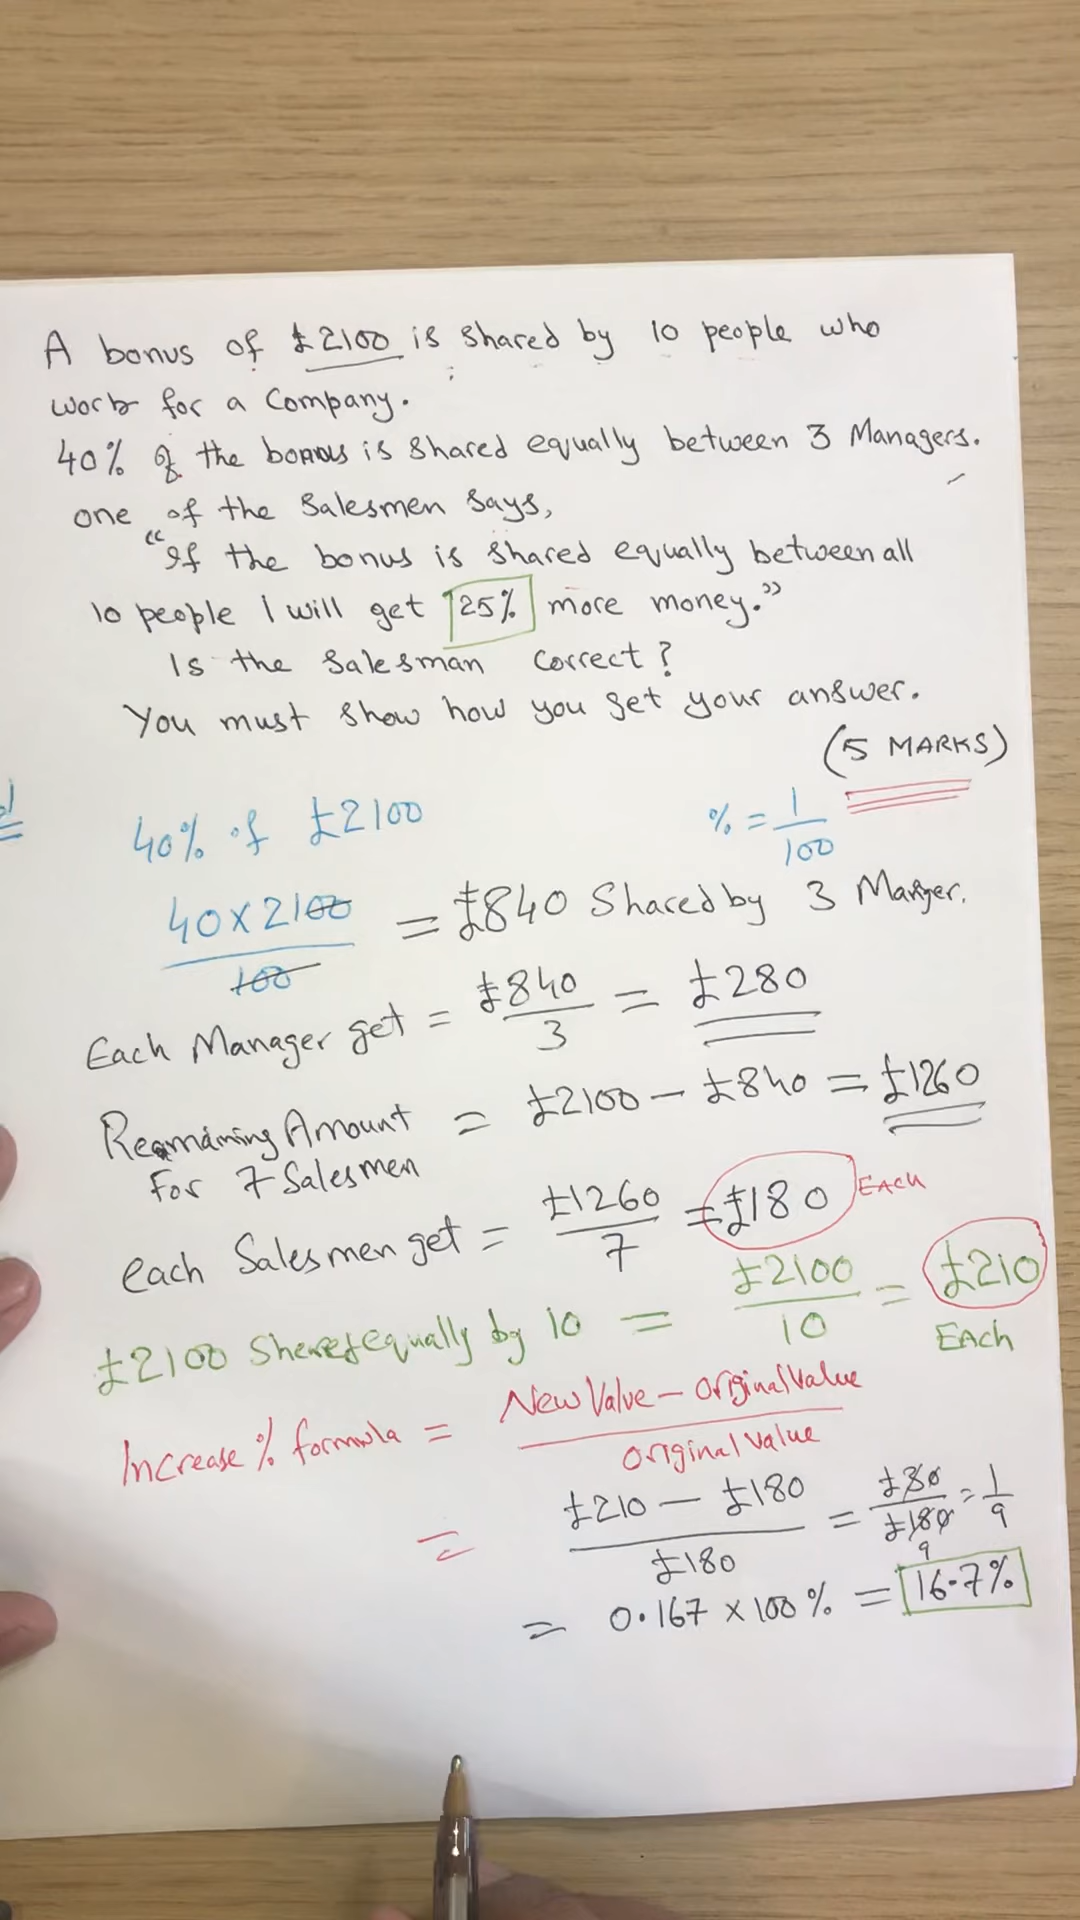 A bonus of £2100 is shared by 10 people who
work for a Company.
40% of the bonus is shared equally between 3 Managers.
one of the Salesmen says,
"If the bonus is shared equally between all
10 people I will get 25% more money."
Is the Salesman correct?
You must show how you get your answer.
(5 MARKS)
40% of £2100
% = 1/100
40 x 2100 / 100 = £840 Shared by 3 Manger.
Each Manager get = £840 / 3 = £280
Reamaining Amount = £2100 - £840 = £1260
For 7 Salesmen
each Salesmen get = £1260 / 7 = £180 EACH
£2100 equally by 10 = £2100 / 10 = £210
EACH
Increase % formula = New Value - Original Value / Original Value
= £210 - £180 / £180 = £30 / £180 = 1/9
9
= 0.167 x 100% = 16.7%